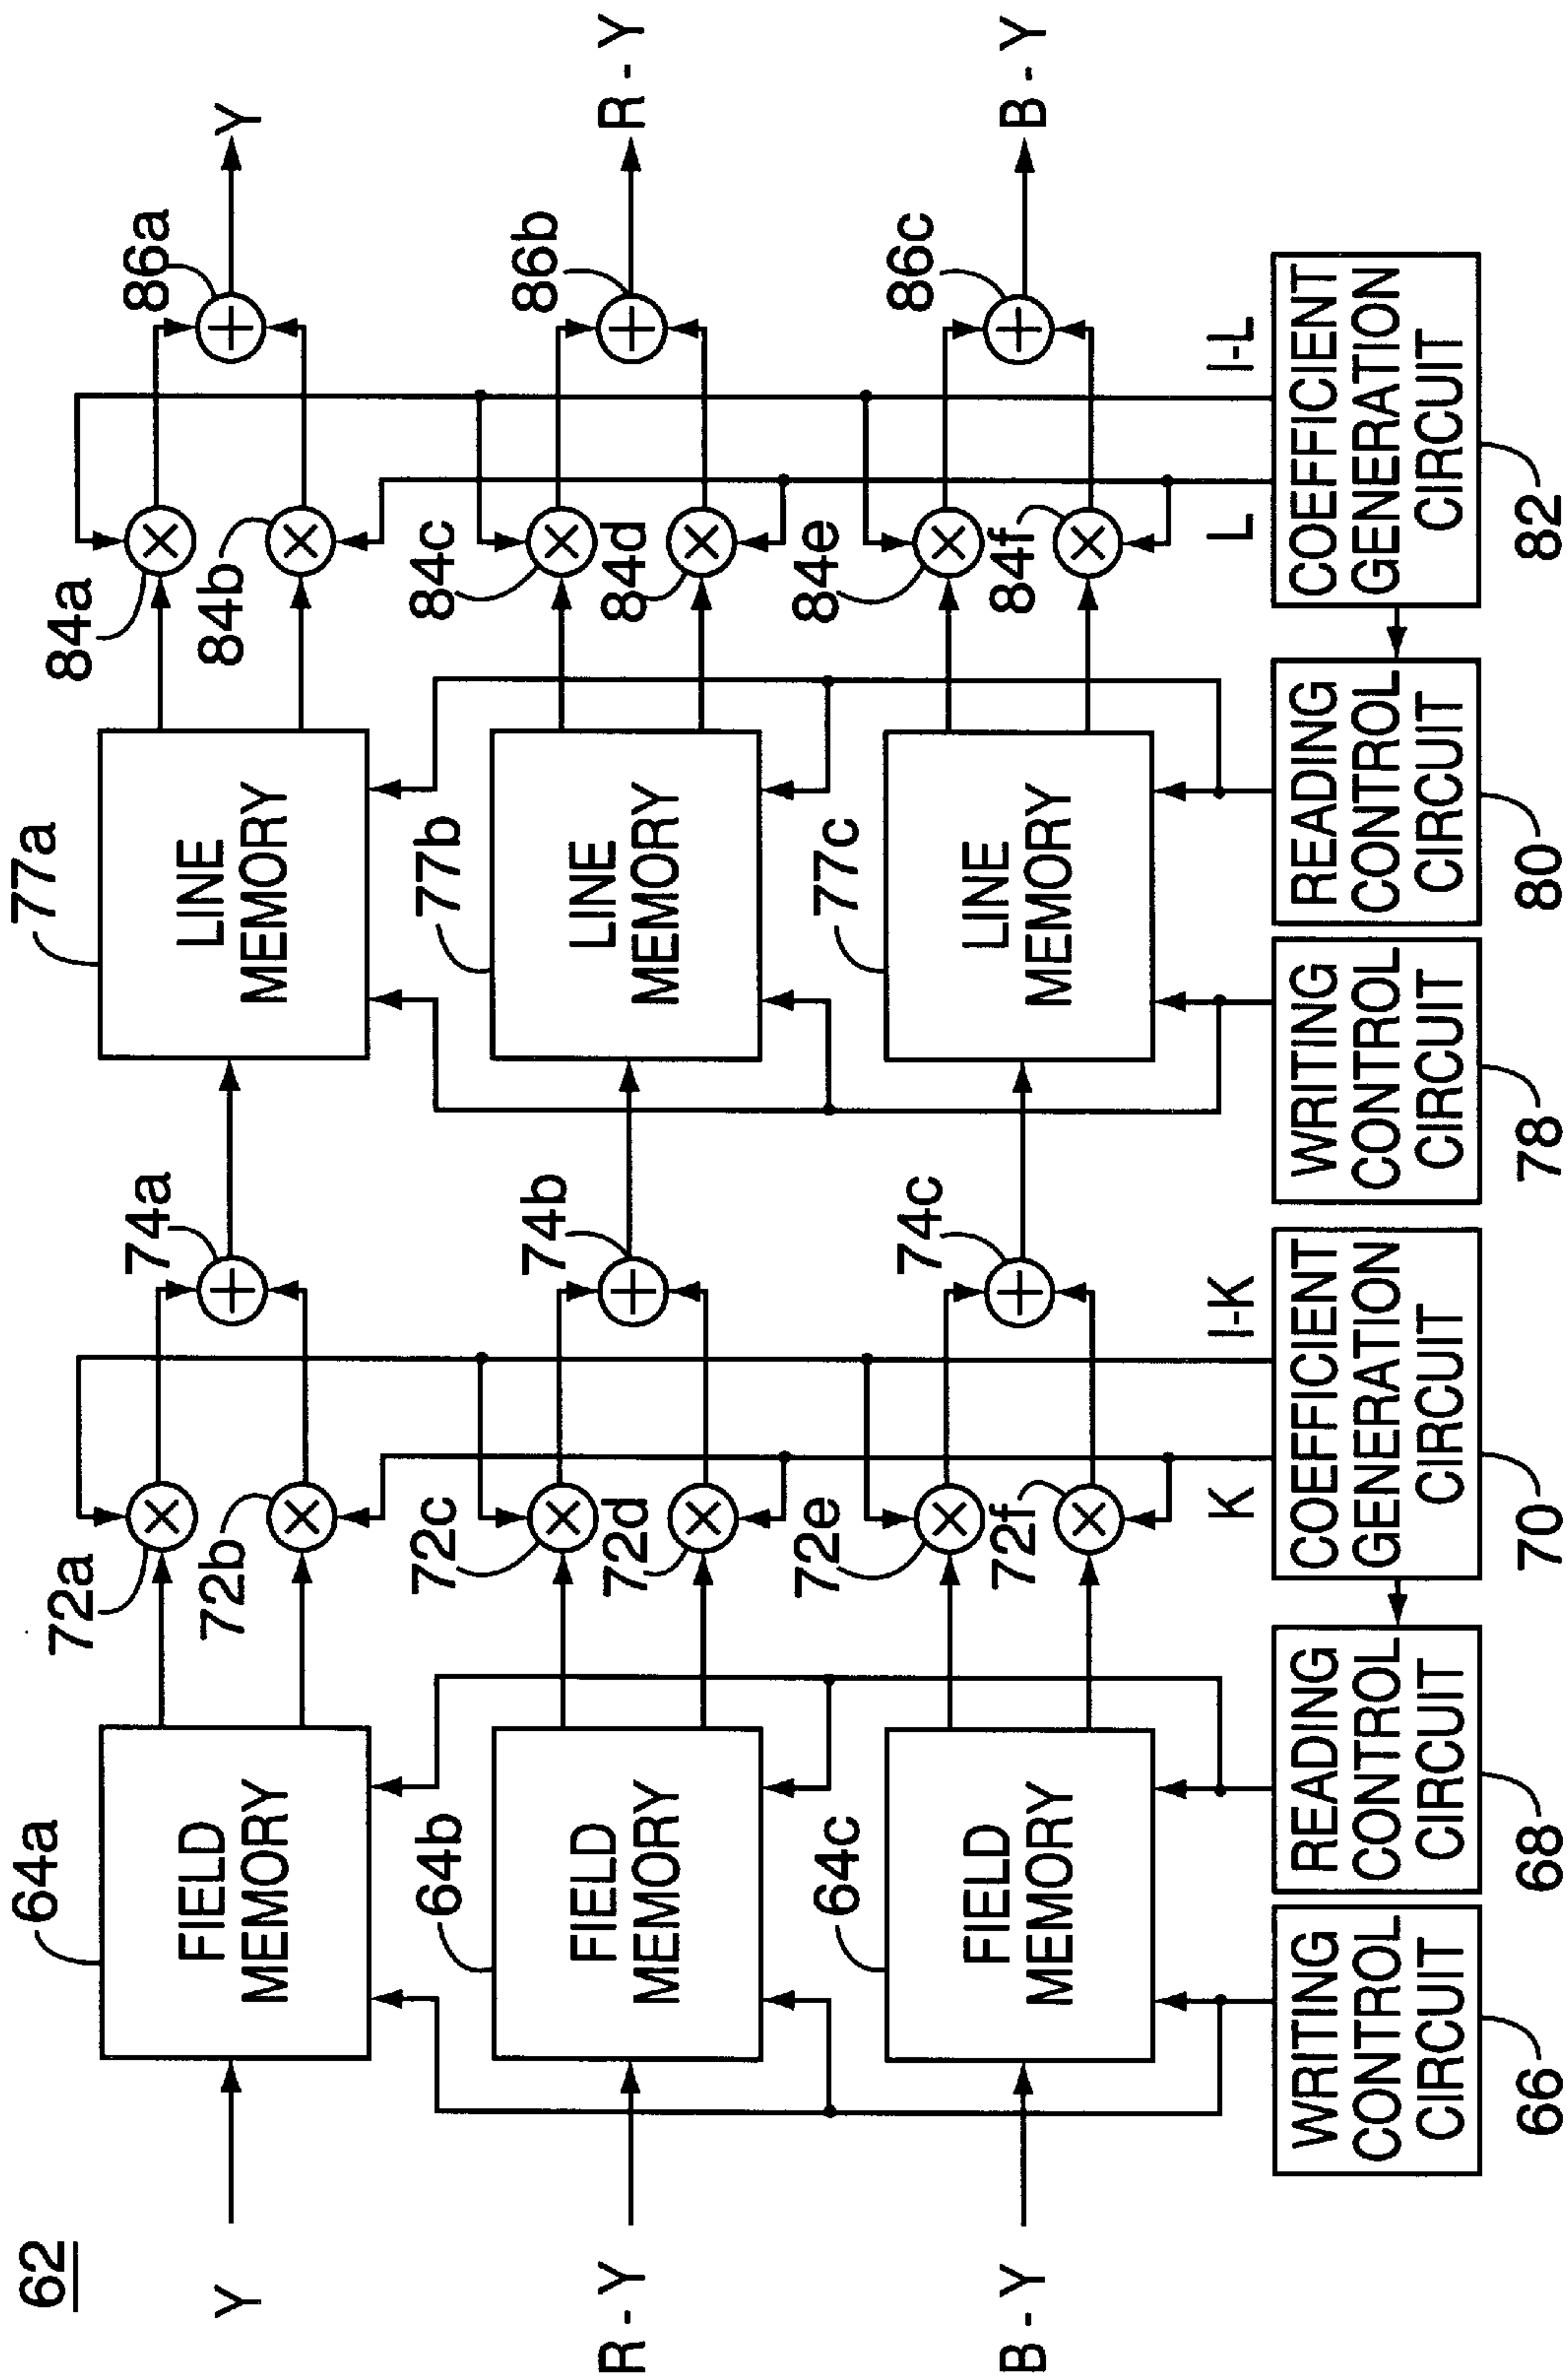 62
64a
72a
74a
77a
84a
86a
Y
FIELD
MEMORY
72b
LINE
MEMORY
84b
Y
64b
72c
74b
77b
84c
86b
R - Y
FIELD
MEMORY
72d
LINE
MEMORY
84d
R - Y
64c
72e
74c
77c
84e
86c
B - Y
FIELD
MEMORY
72f
LINE
MEMORY
84f
B - Y
K
I-K
L
I-L
WRITING
CONTROL
CIRCUIT
READING
CONTROL
CIRCUIT
COEFFICIENT
GENERATION
CIRCUIT
WRITING
CONTROL
CIRCUIT
READING
CONTROL
CIRCUIT
COEFFICIENT
GENERATION
CIRCUIT
66
68
70
78
80
82